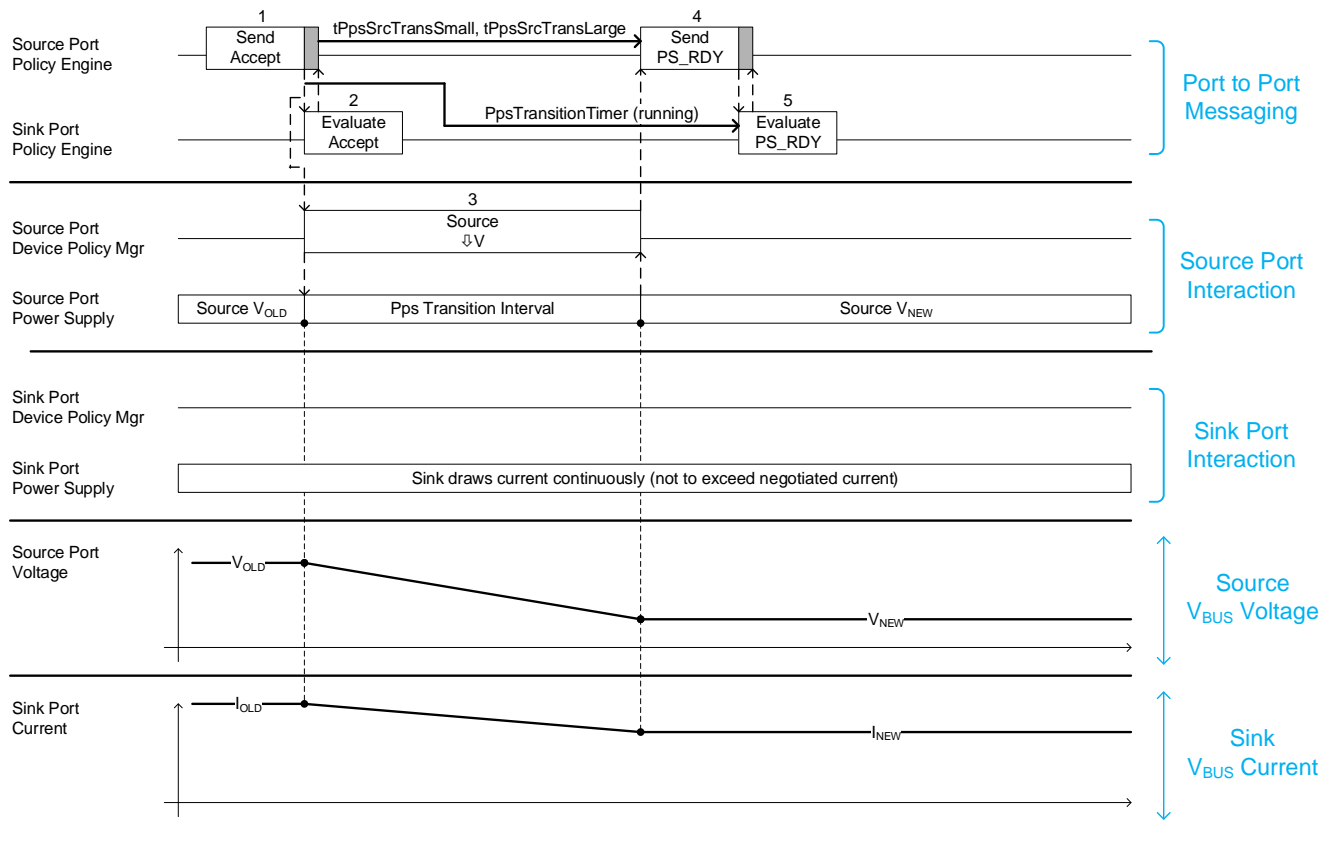 1
4
Source Port
Policy Engine
Send
Accept
tPpsSrcTransSmall, tPpsSrcTransLarge
Send
PS_RDY
Port to Port
Messaging
2
5
Sink Port
Policy Engine
Evaluate
Accept
PpsTransitionTimer (running)
Evaluate
PS_RDY
3
Source Port
Device Policy Mgr
Source
⇩V
Source Port
Interaction
Source Port
Power Supply
Source VOLD
Pps Transition Interval
Source VNEW
Sink Port
Device Policy Mgr
Sink Port
Interaction
Sink Port
Power Supply
Sink draws current continuously (not to exceed negotiated current)
Source Port
Voltage
VOLD
VNEW
Source
VBUS Voltage
Sink Port
Current
IOLD
INEW
Sink
VBUS Current